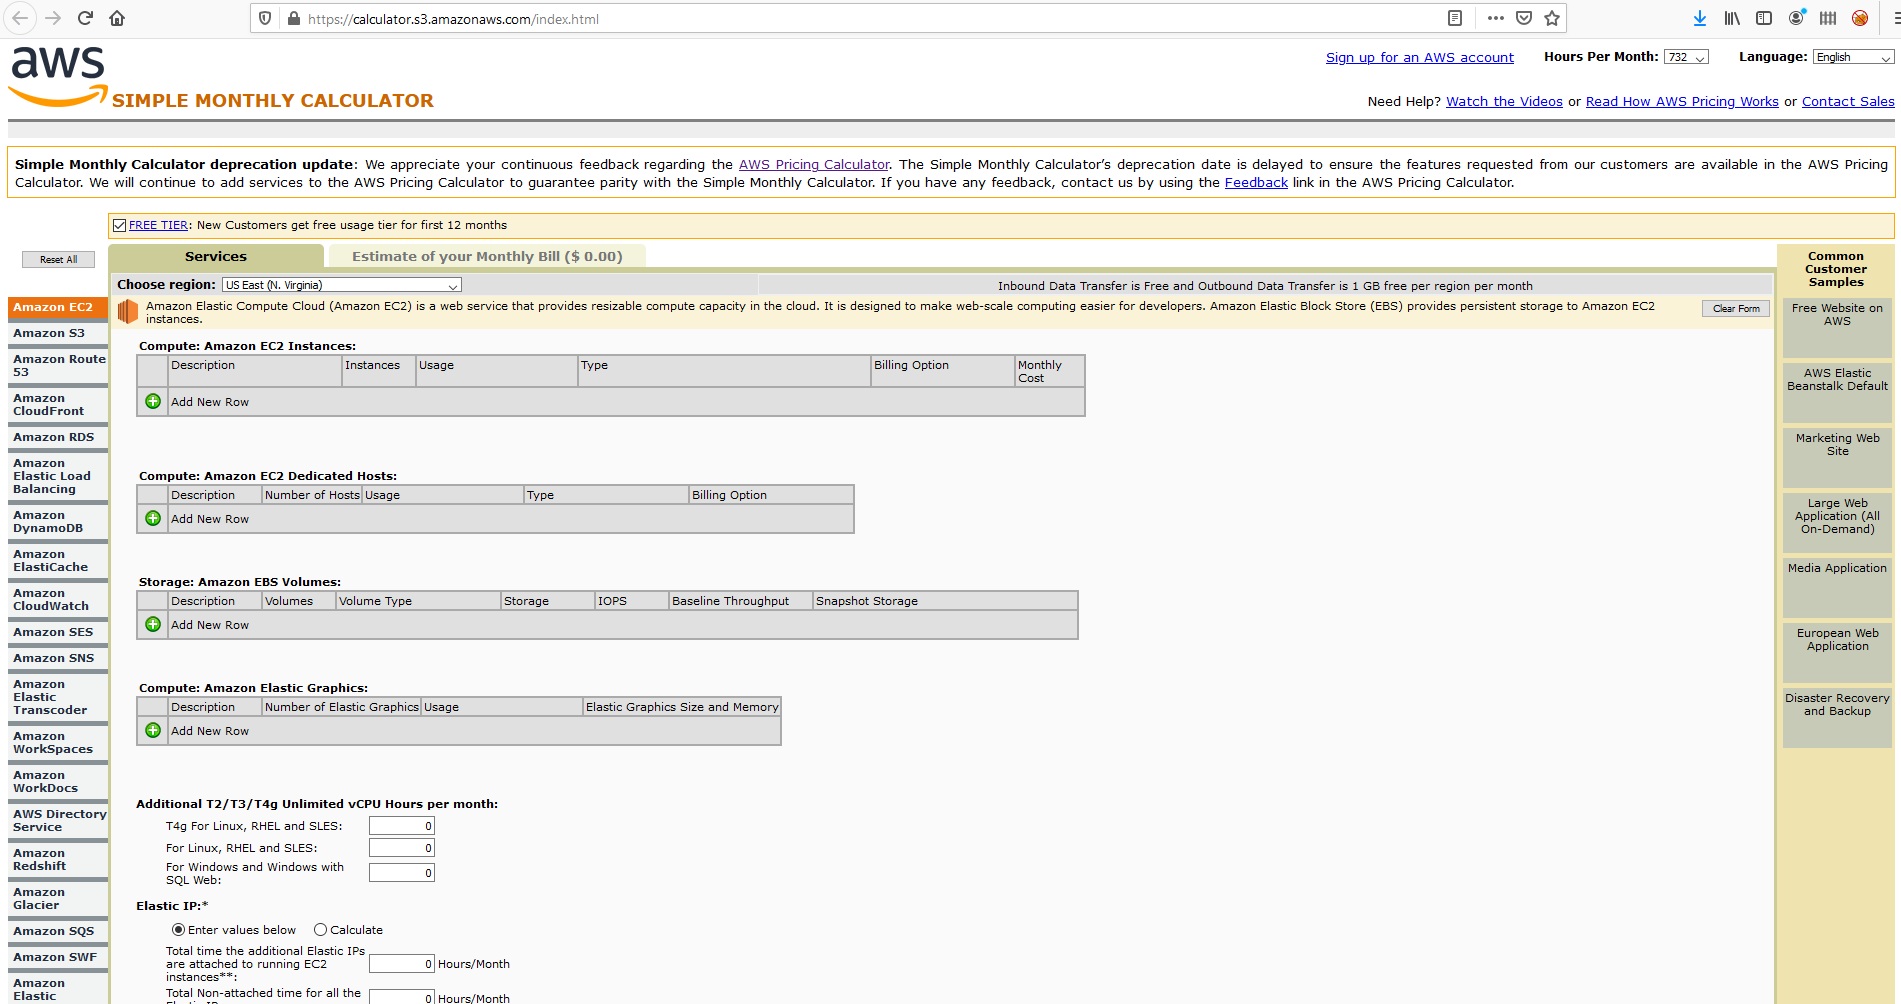 https://calculator.s3.amazonaws.com/index.html
aws
SIMPLE MONTHLY CALCULATOR
Sign up for an AWS account Hours Per Month: 732 Language: English
Need Help? Watch the Videos or Read How AWS Pricing Works or Contact Sales
Simple Monthly Calculator deprecation update: We appreciate your continuous feedback regarding the AWS Pricing Calculator. The Simple Monthly Calculator's deprecation date is delayed to ensure the features requested from our customers are available in the AWS Pricing
Calculator. We will continue to add services to the AWS Pricing Calculator to guarantee parity with the Simple Monthly Calculator. If you have any feedback, contact us by using the Feedback link in the AWS Pricing Calculator.
FREE TIER: New Customers get free usage tier for first 12 months
Reset All
Services
Estimate of your Monthly Bill ($ 0.00)
Choose region: US East (N. Virginia)
Inbound Data Transfer is Free and Outbound Data Transfer is 1 GB free per region per month
Amazon Elastic Compute Cloud (Amazon EC2) is a web service that provides resizable compute capacity in the cloud. It is designed to make web-scale computing easier for developers. Amazon Elastic Block Store (EBS) provides persistent storage to Amazon EC2
instances.
Clear Form
Amazon EC2
Amazon S3
Amazon Route
53
Amazon
CloudFront
Amazon RDS
Amazon
Elastic Load
Balancing
Amazon
DynamoDB
Amazon
ElastiCache
Amazon
CloudWatch
Amazon SES
Amazon SNS
Amazon
Elastic
Transcoder
Amazon
WorkSpaces
Amazon
WorkDocs
AWS Directory
Service
Amazon
Redshift
Amazon
Glacier
Amazon SQS
Amazon SWF
Amazon
Elastic
Compute: Amazon EC2 Instances:
Description Instances Usage Type Billing Option Monthly
Cost
Add New Row
Compute: Amazon EC2 Dedicated Hosts:
Description Number of Hosts Usage Type Billing Option
Add New Row
Storage: Amazon EBS Volumes:
Description Volumes Volume Type Storage IOPS Baseline Throughput Snapshot Storage
Add New Row
Compute: Amazon Elastic Graphics:
Description Number of Elastic Graphics Usage Elastic Graphics Size and Memory
Add New Row
Additional T2/T3/T4g Unlimited vCPU Hours per month:
T4g For Linux, RHEL and SLES: 0
For Linux, RHEL and SLES: 0
For Windows and Windows with
SQL Web: 0
Elastic IP:*
Enter values below Calculate
Total time the additional Elastic IPs
are attached to running EC2 0 Hours/Month
instances**:
Total Non-attached time for all the
0 Hours/Month
Common
Customer
Samples
Free Website on
AWS
AWS Elastic
Beanstalk Default
Marketing Web
Site
Large Web
Application (All
On-Demand)
Media Application
European Web
Application
Disaster Recovery
and Backup